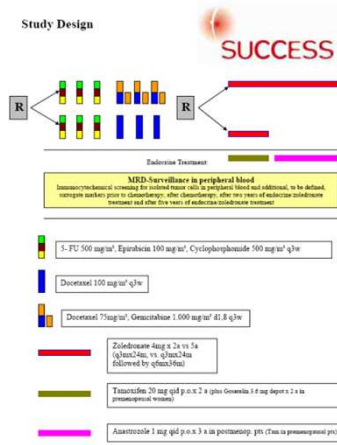 Study Design
SUCCESS
R
R
Endocrine Treatment:
MRD-Surveillance in peripheral blood
Immunocytochemical screening for isolated tumor cells in peripheral blood and additional, to be defined,
surrogate markers prior to chemotherapy; after chemotherapy, after two years of endocrine/zoledronate
treatment and after five years of endocrine/zoledronate treatment
5- FU 500 mg/m², Epirubicin 100 mg/m², Cyclophosphamide 500 mg/m² q3w
Docetaxel 100 mg/m² q3w
Docetaxel 75mg/m², Gemcitabine 1.000 mg/m² d1,8 q3w
Zoledronate 4mg x 2a vs 5a
(q3mx24m, vs. q3mx24m
followed by q6mx36m)
Tamoxifen 20 mg qid p.o.x 2 a (plus Goserelin 3.6 mg depot x 2 a in
premenopausal women)
Anastrozole 1 mg qid p.o.x 3 a in postmenop. pts (Tam in premenopausal pts)